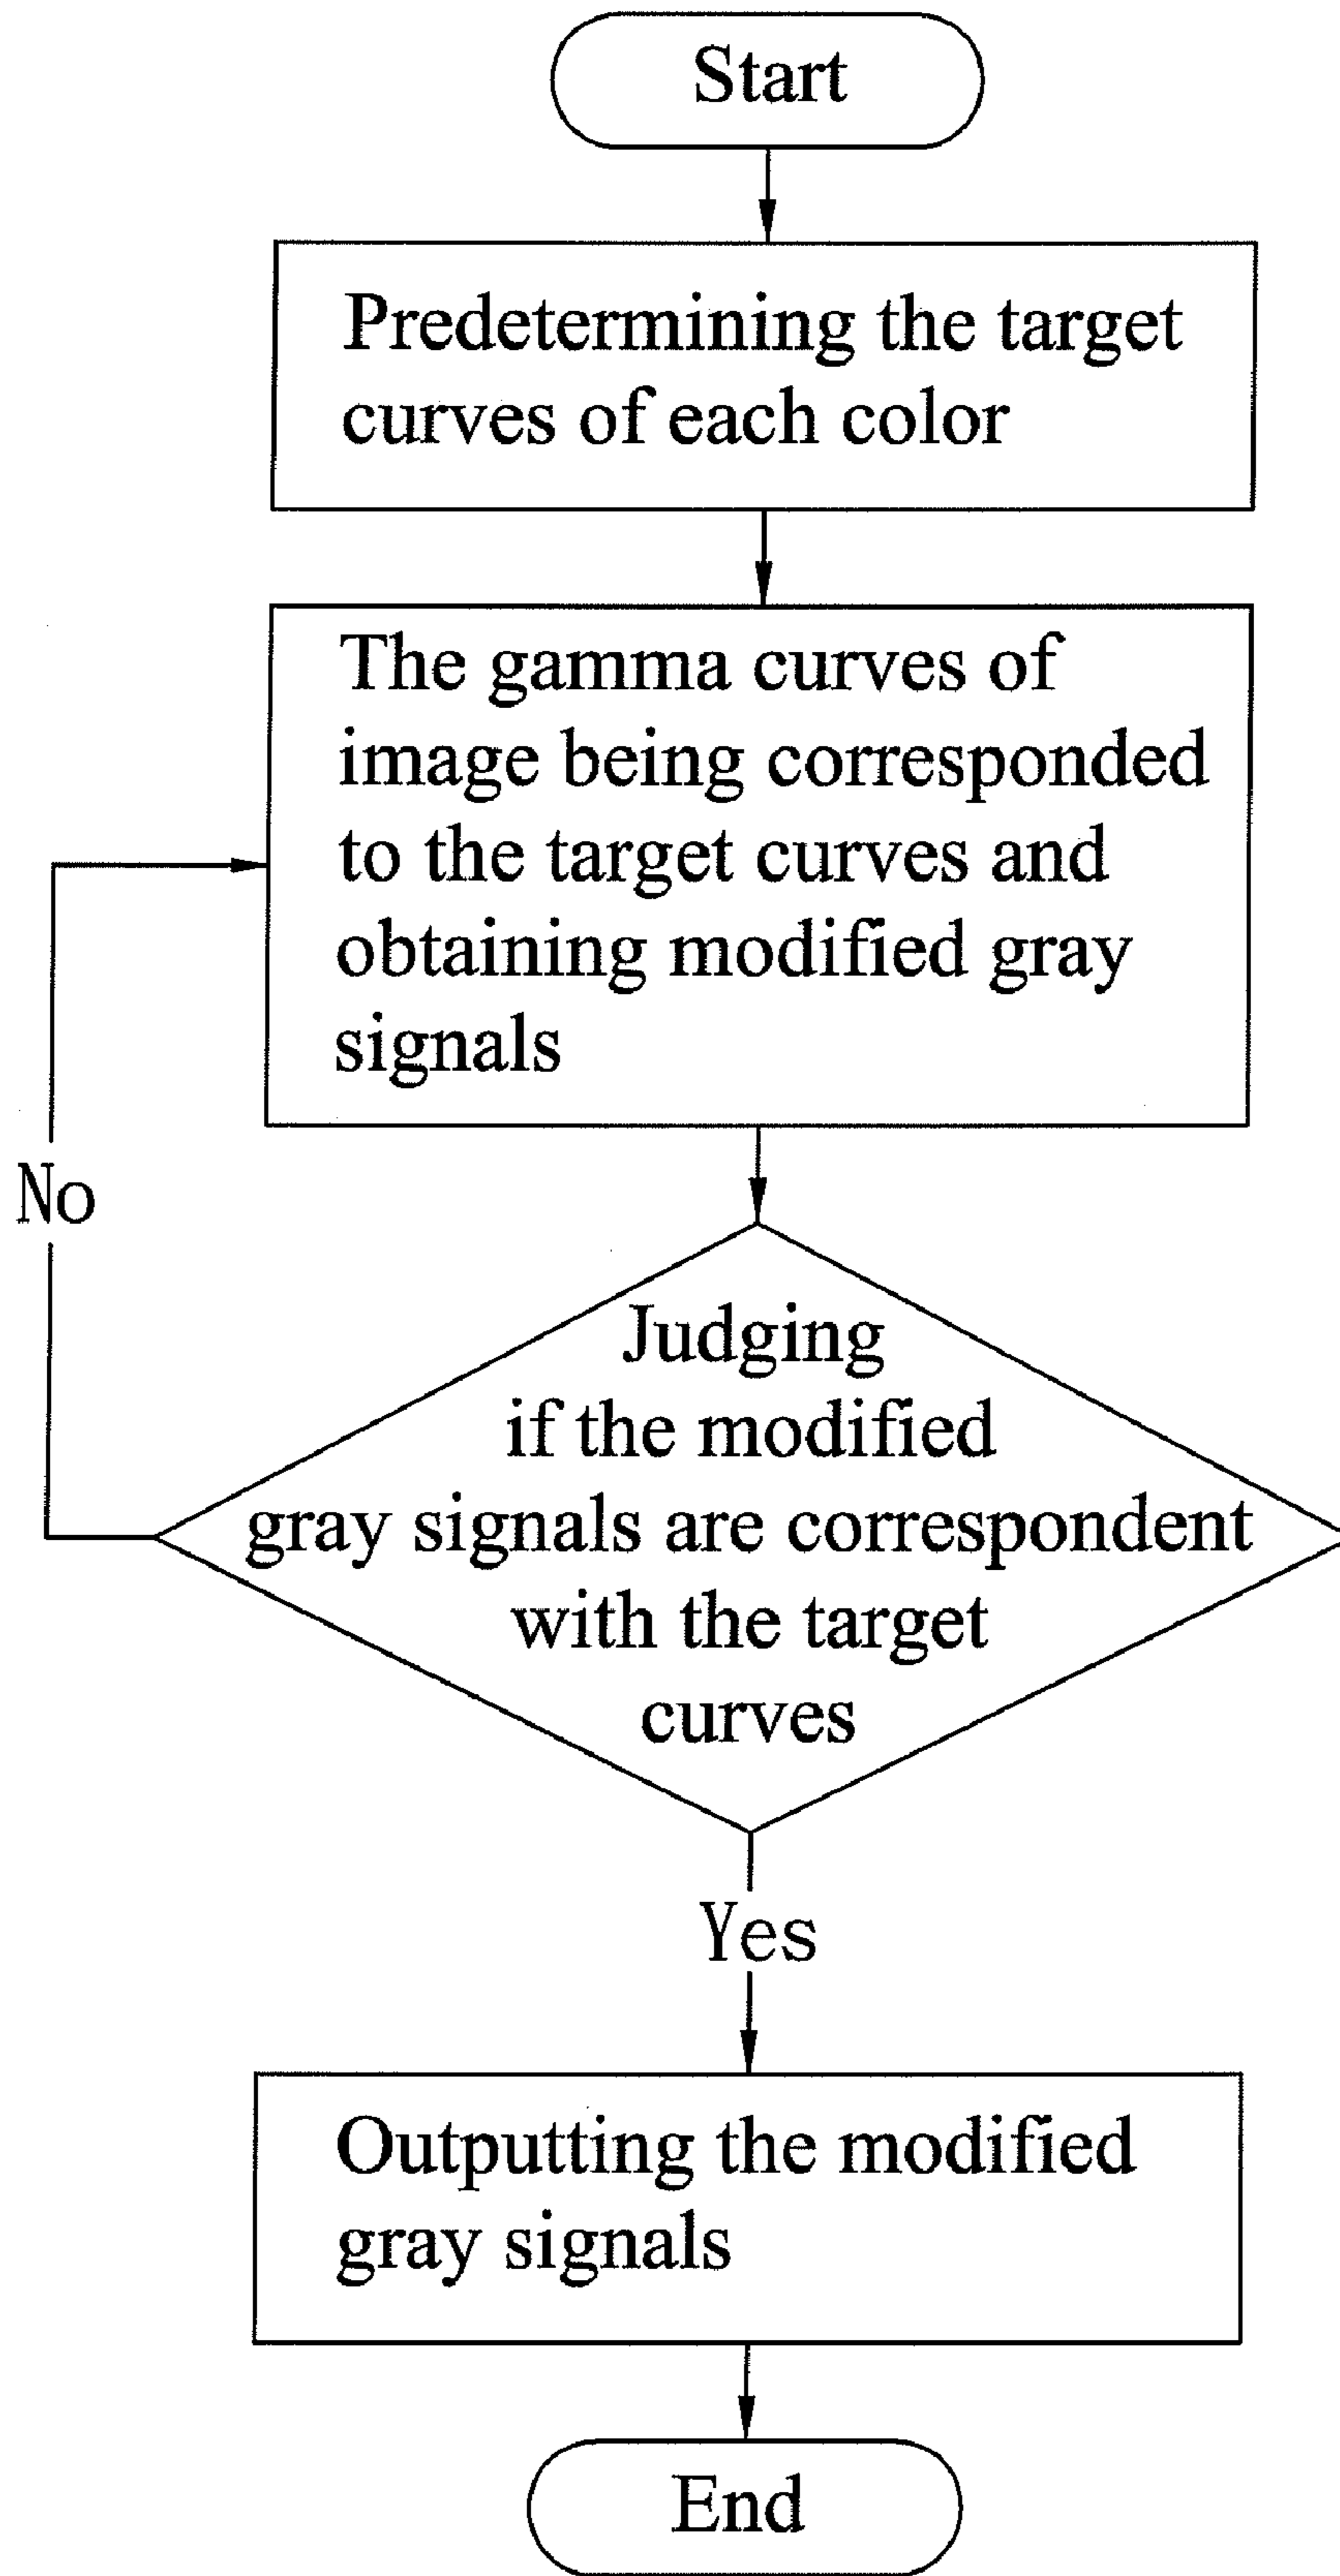 Start
Predetermining the target
curves of each color
The gamma curves of
image being corresponded
to the target curves and
obtaining modified gray
signals
No
Judging
if the modified
gray signals are correspondent
with the target
curves
Yes
Outputting the modified
gray signals
End